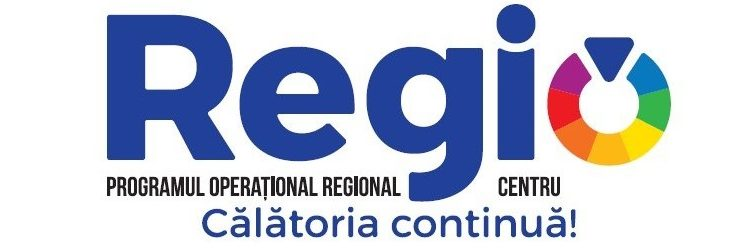 Regio
PROGRAMUL OPERAȚIONAL REGIONAL CENTRU
Călătoria continuă!